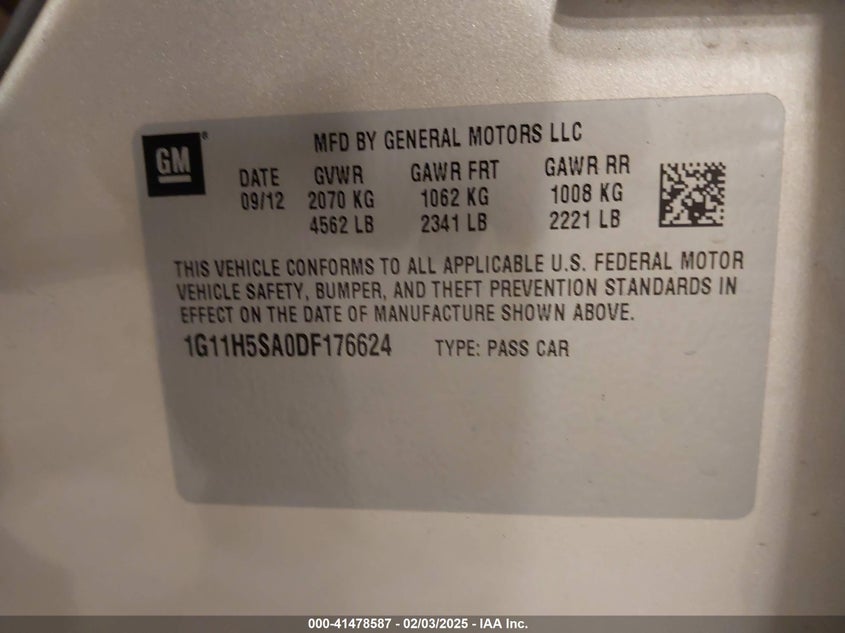 GM®
MFD BY GENERAL MOTORS LLC
DATE GVWR GAWR FRT GAWR RR
09/12 2070 KG 1062 KG 1008 KG
4562 LB 2341 LB 2221 LB
THIS VEHICLE CONFORMS TO ALL APPLICABLE U.S. FEDERAL MOTOR
VEHICLE SAFETY, BUMPER, AND THEFT PREVENTION STANDARDS IN
EFFECT ON THE DATE OF MANUFACTURE SHOWN ABOVE.
1G11H5SA0DF176624 TYPE: PASS CAR
000-41478587 - 02/03/2025 - IAA Inc.